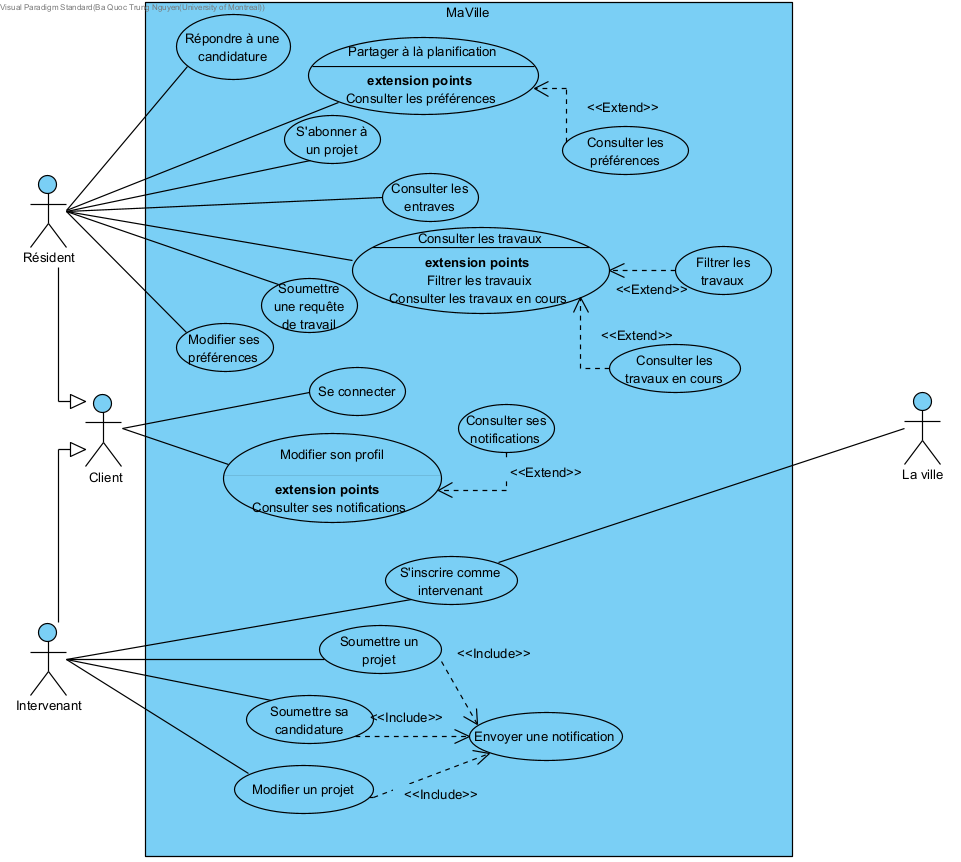 Visual Paradigm Standard(Ba Quoc Trung Nguyen(University of Montreal))
MaVille
Répondre à une
candidature
Partager à là planification
extension points
Consulter les préférences
<<Extend>>
Consulter les
préférences
S'abonner à
un projet
Consulter les
entraves
Résident
Consulter les travaux
extension points
Filtrer les travauix
Consulter les travaux en cours
Filtrer les
travaux
<<Extend>>
Soumettre
une requête
de travail
<<Extend>>
Modifier ses
préférences
Consulter les
travaux en cours
Se connecter
Consulter ses
notifications
Modifier son profil
extension points
Consulter ses notifications
<<Extend>>
Client
La ville
S'inscrire comme
intervenant
Soumettre un
projet
<<Include>>
Intervenant
Soumettre sa
candidature
<<Include>>
Envoyer une notification
Modifier un projet
<<Include>>